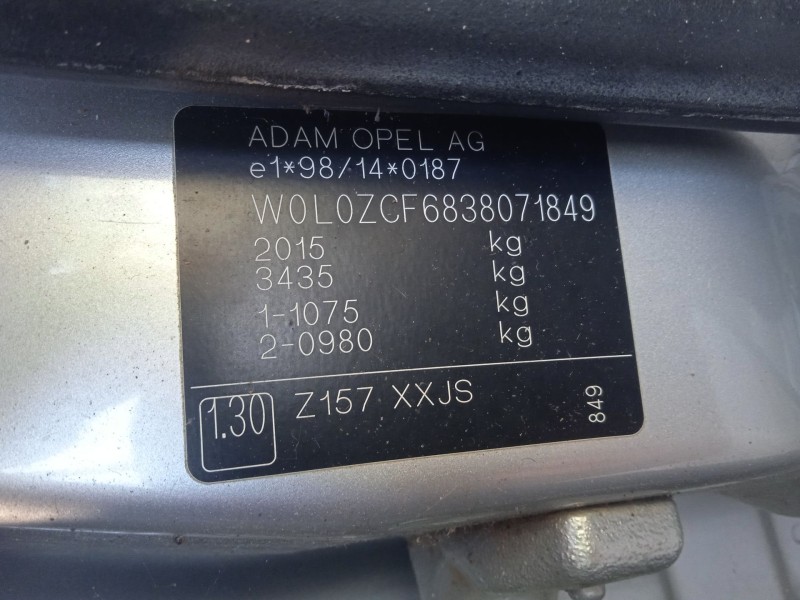 ADAM OPEL AG
e1*98/14*0187
W0L0ZCF6838071849
2015 kg
3435 kg
1-1075 kg
2-0980 kg
1.30 Z157 XXJS 849